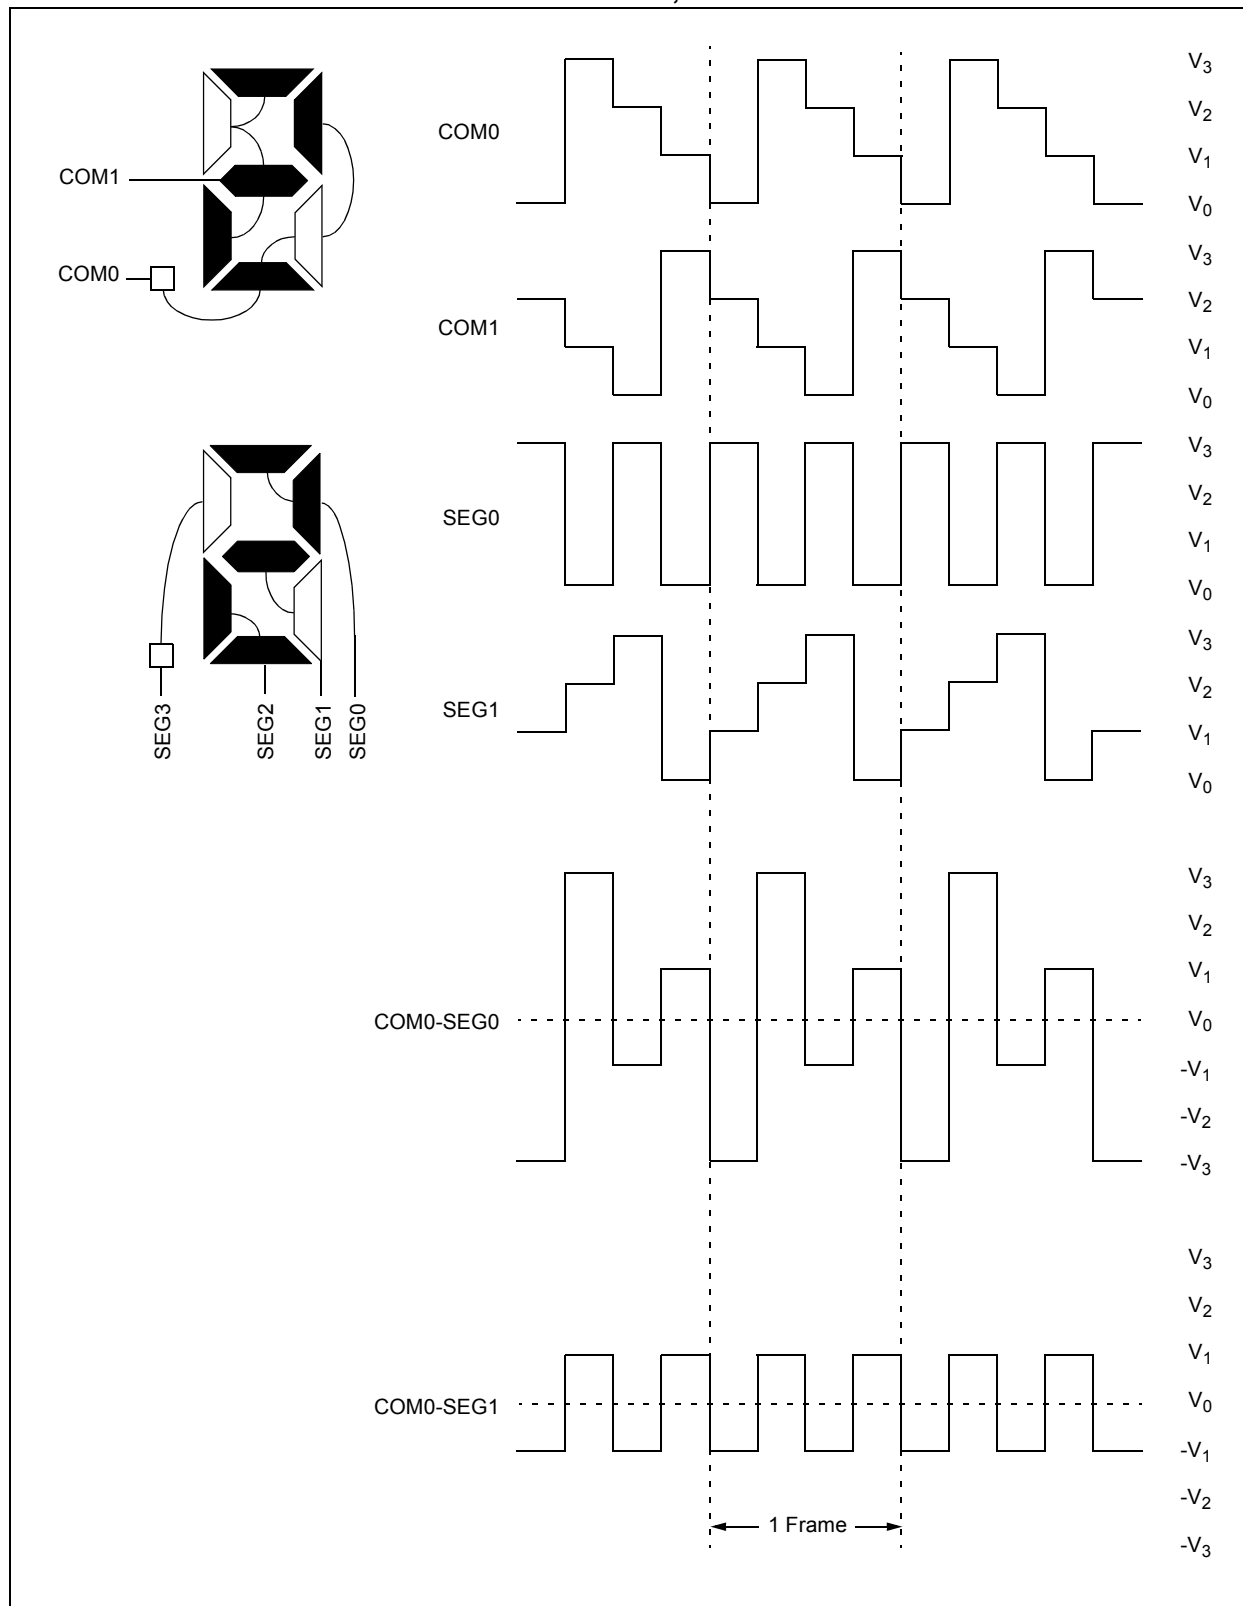 COM1
COM0
SEG3
SEG2
SEG1
SEG0
COM0
V3
V2
V1
V0
COM1
V3
V2
V1
V0
SEG0
V3
V2
V1
V0
SEG1
V3
V2
V1
V0
COM0-SEG0
V3
V2
V1
V0
-V1
-V2
-V3
COM0-SEG1
V3
V2
V1
V0
-V1
-V2
-V3
1 Frame